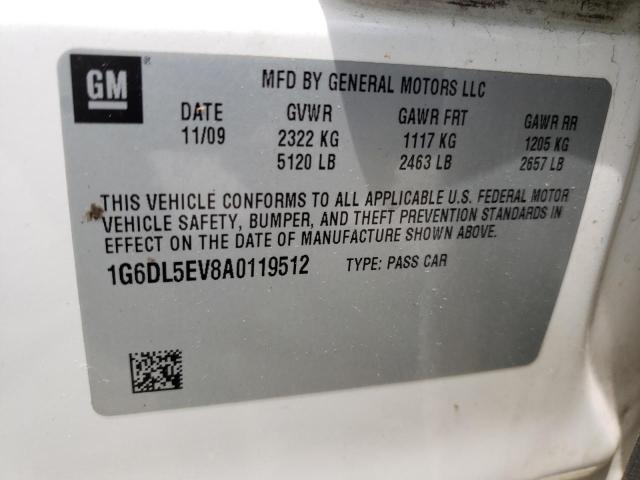 GM®
MFD BY GENERAL MOTORS LLC
DATE GVWR GAWR FRT GAWR RR
11/09 2322 KG 1117 KG 1205 KG
5120 LB 2463 LB 2657 LB
THIS VEHICLE CONFORMS TO ALL APPLICABLE U.S. FEDERAL MOTOR
VEHICLE SAFETY, BUMPER, AND THEFT PREVENTION STANDARDS IN
EFFECT ON THE DATE OF MANUFACTURE SHOWN ABOVE.
1G6DL5EV8A0119512 TYPE: PASS CAR